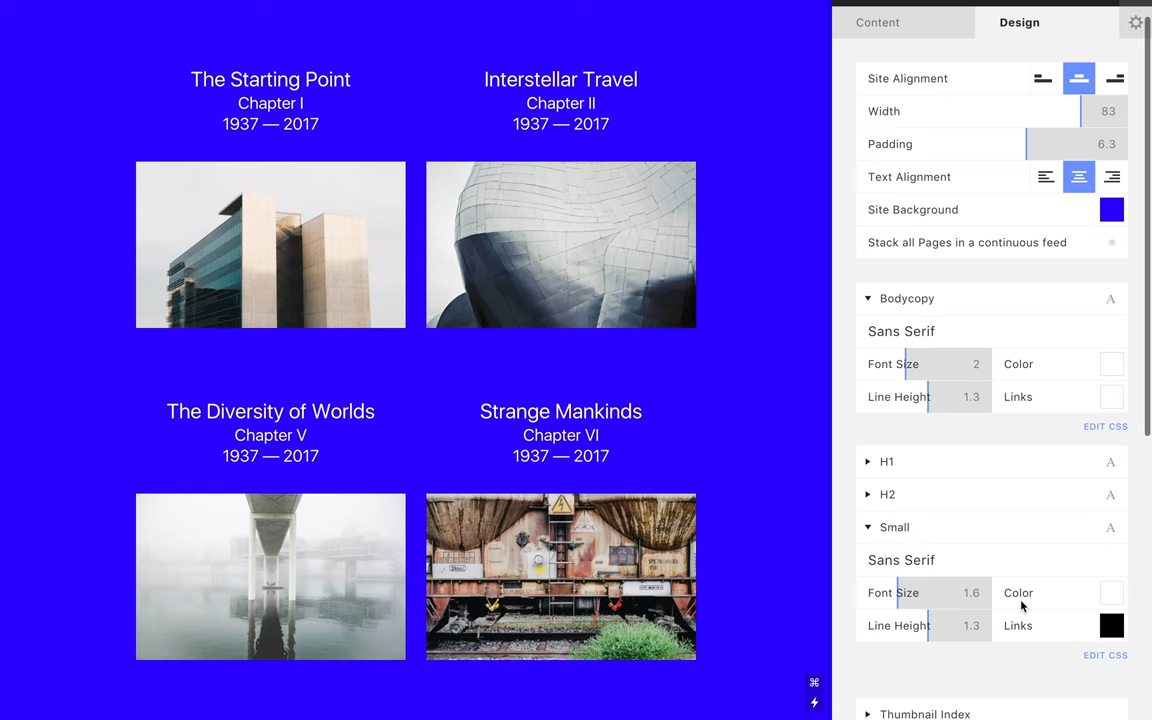 The Starting Point
Chapter I
1937 — 2017
Interstellar Travel
Chapter II
1937 — 2017
The Diversity of Worlds
Chapter V
1937 — 2017
Strange Mankinds
Chapter VI
1937 — 2017
Content
Design
Site Alignment
Width 83
Padding 6.3
Text Alignment
Site Background
Stack all Pages in a continuous feed
Bodycopy A
Sans Serif
Font Size 2 Color
Line Height 1.3 Links
EDIT CSS
H1 A
H2 A
Small A
Sans Serif
Font Size 1.6 Color
Line Height 1.3 Links
EDIT CSS
Thumbnail Index